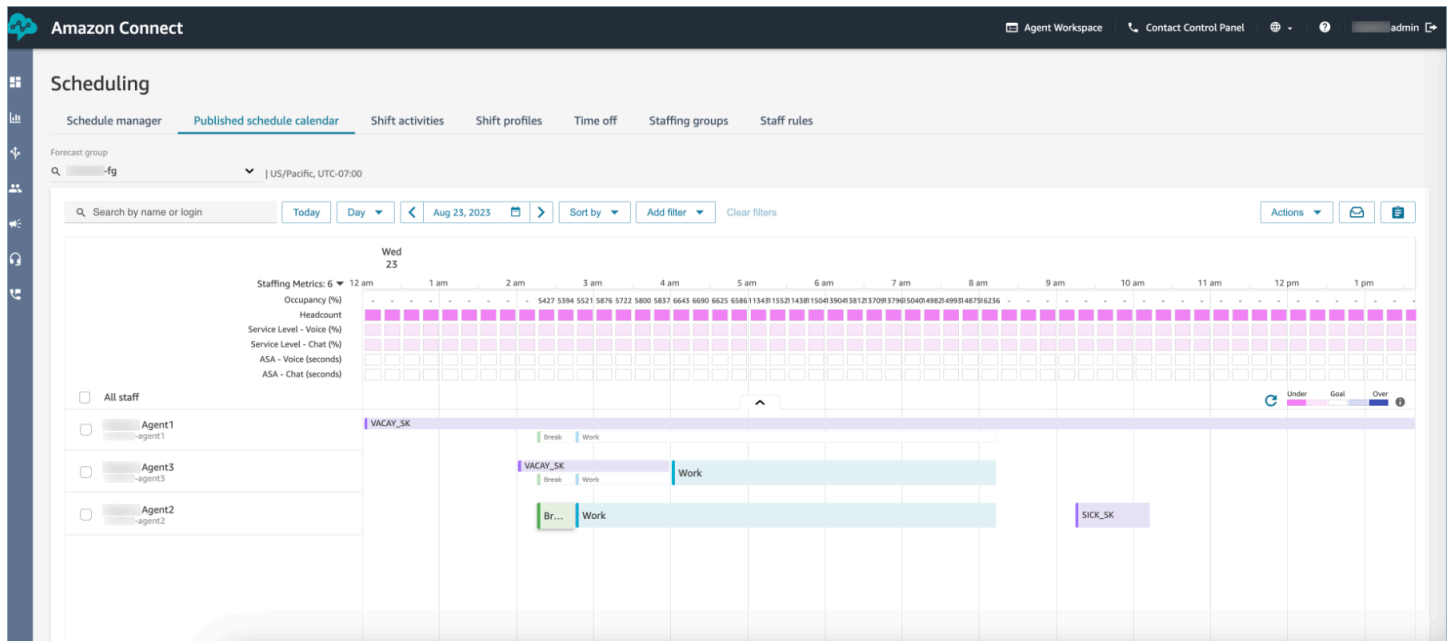 Amazon Connect Agent Workspace Contact Control Panel admin
Scheduling
Schedule manager Published schedule calendar Shift activities Shift profiles Time off Staffing groups Staff rules
Forecast group
-fg | US/Pacific, UTC-07:00
Search by name or login Today Day Aug 23, 2023 Sort by Add filter Clear filters Actions
Wed
23
Staffing Metrics: 6 12 am 1 am 2 am 3 am 4 am 5 am 6 am 7 am 8 am 9 am 10 am 11 am 12 pm 1 pm
Occupancy (%) - - - - - - - - - 5427 5394 5521 5876 5722 5800 5837 6643 6690 6625 6586 - - - - - - - - - - - - - - - - - - - - - -
Headcount
Service Level - Voice (%)
Service Level - Chat (%)
ASA - Voice (seconds)
ASA - Chat (seconds)
All staff Under Goal Over
Agent1 VACAY_SK
-agent1 Break Work
Agent3 VACAY_SK Work
-agent3 Break Work
Agent2 Br... Work SICK_SK
-agent2